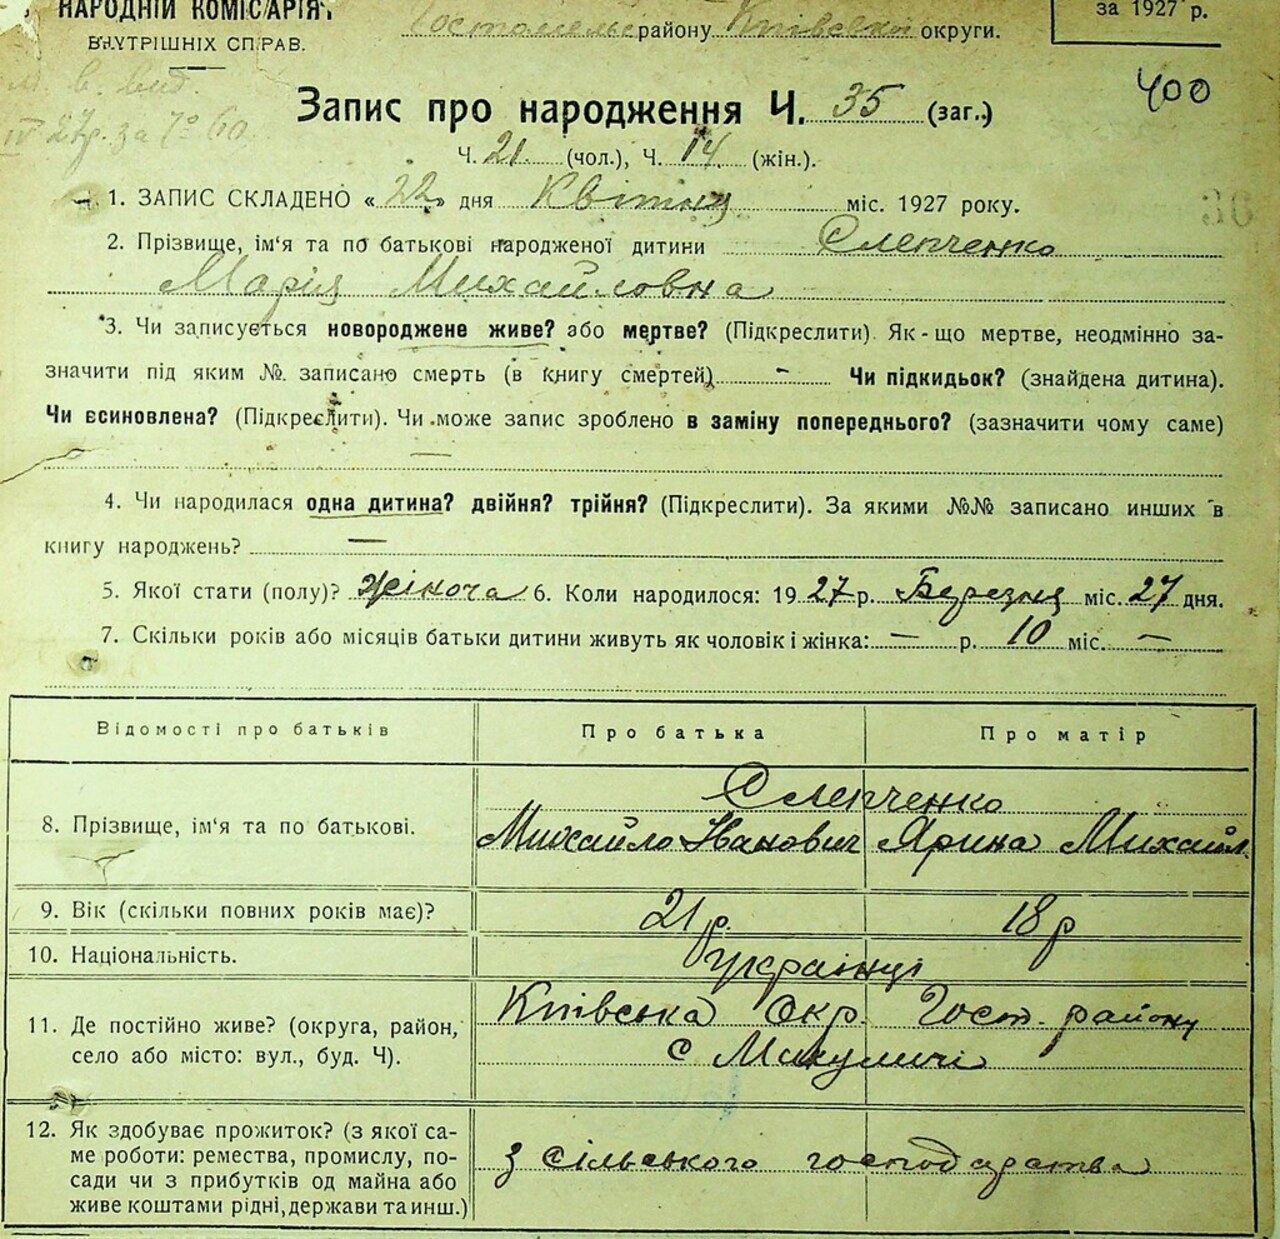 НАРОДНІЙ КОМІСАРІЯТ
ВНУТРІШНІХ СПРАВ.
за 1927 р.
району Київської округи.
400
Запис про народження Ч. 35 (заг.)
Ч. 21 (чол.), Ч. 14 (жін.).
1. ЗАПИС СКЛАДЕНО « 22 » дня Квітня міс. 1927 року.
2. Прізвище, ім'я та по батькові народженої дитини Слепченко
Марія Михайловна
3. Чи записується новороджене живе? або мертве? (Підкреслити). Як-що мертве, неодмінно за-
значити під яким №. записано смерть (в книгу смертей) — Чи підкидьок? (знайдена дитина).
Чи всиновлена? (Підкреслити). Чи може запис зроблено в заміну попереднього? (зазначити чому саме)
—
4. Чи народилася одна дитина? двійня? трійня? (Підкреслити). За якими №№ записано инших в
книгу народжень? —
5. Якої стати (полу)? жіноча 6. Коли народилося: 1927 р. Березня міс. 27 дня.
7. Скільки років або місяців батьки дитини живуть як чоловік і жінка: — р. 10 міс. —
Відомості про батьків Про батька Про матір
8. Прізвище, ім'я та по батькові. Слепченко
Михайло Іванович Ярина Михайл.
9. Вік (скільки повних років має)? 21 р. 18 р
10. Національність. Українці
11. Де постійно живе? (округа, район, Київська Окр. Гост. району
село або місто: вул., буд. Ч). с Микуличі
12. Як здобуває прожиток? (з якої са-
ме роботи: ремества, промислу, по- з сільського господарства
сади чи з прибутків од майна або
живе коштами рідні, держави та инш.)